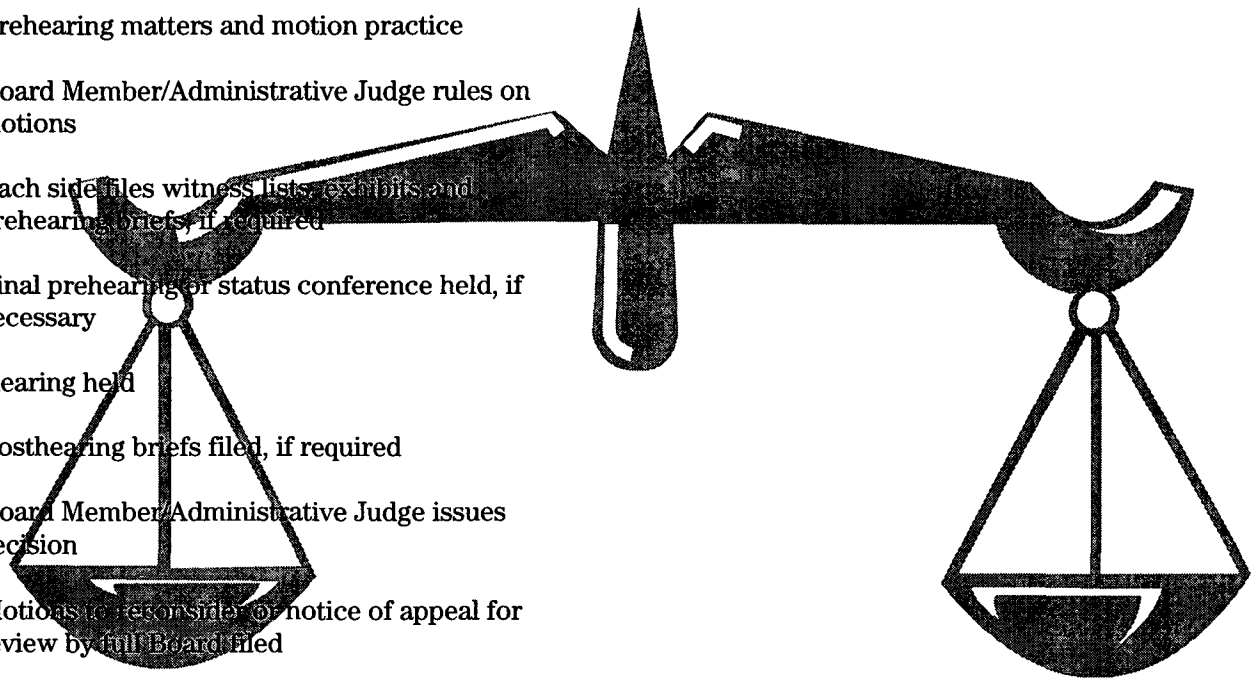 rehearing matters and motion practice
oard Member/Administrative Judge rules on
otions
ach side files witness lists, exhibits and
rehearing briefs, if required
inal prehearing or status conference held, if
ecessary
earing held
osthearing briefs filed, if required
oard Member/Administrative Judge issues
ecision
otions to reconsider or notice of appeal for
eview by full Board filed